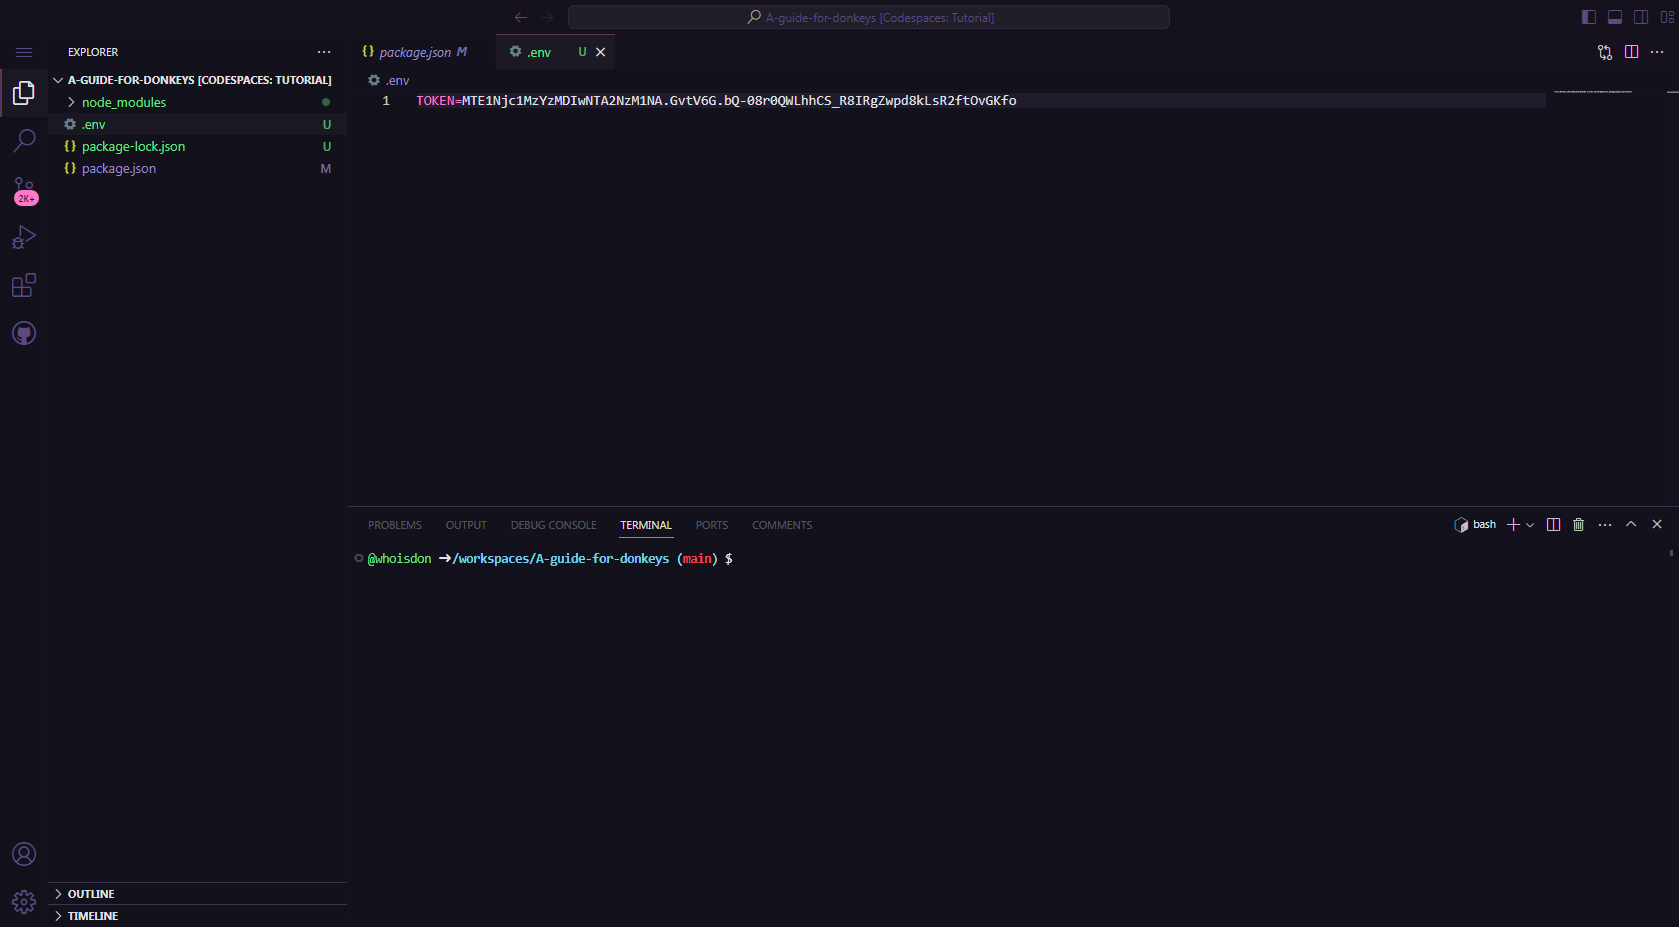 A-guide-for-donkeys [Codespaces: Tutorial]
EXPLORER
A-GUIDE-FOR-DONKEYS [CODESPACES: TUTORIAL]
node_modules
.env U
package-lock.json U
package.json M
2K+
OUTLINE
TIMELINE
package.json M
.env U
.env
1 TOKEN=MTE1Njc1MzYzMDIwNTA2NzM1NA.GvtV6G.bQ-08r0QWLhhCS_R8IRgZwpd8kLsR2ftOvGKfo
PROBLEMS OUTPUT DEBUG CONSOLE TERMINAL PORTS COMMENTS
bash
@whoisdon ➜/workspaces/A-guide-for-donkeys (main) $